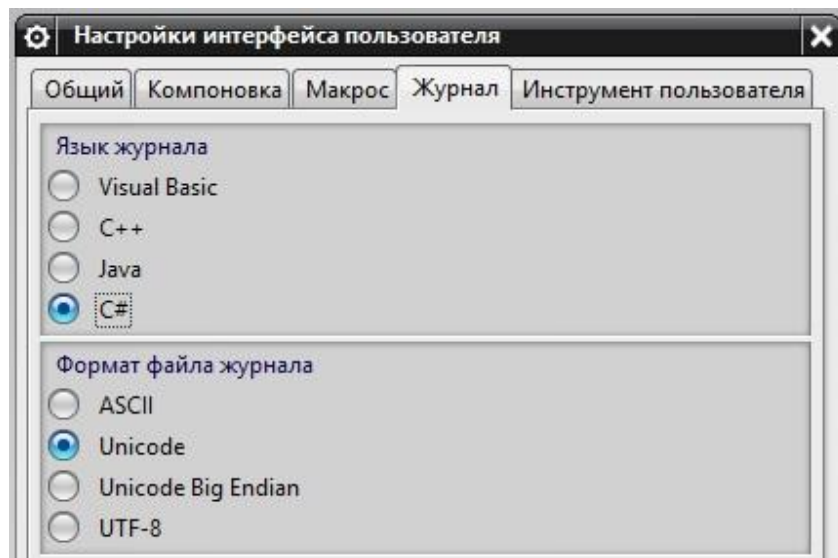 Настройки интерфейса пользователя
Общий Компоновка Макрос Журнал Инструмент пользователя
Язык журнала
Visual Basic
C++
Java
C#
Формат файла журнала
ASCII
Unicode
Unicode Big Endian
UTF-8